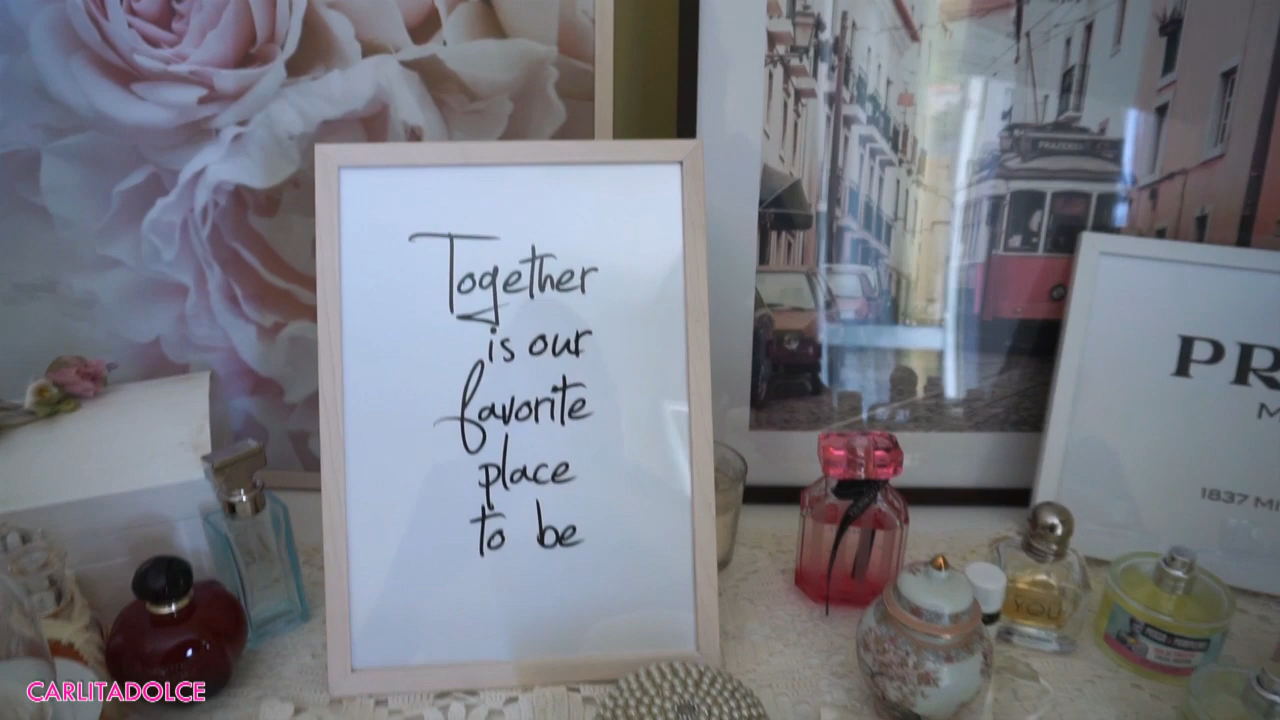 Together
is our
favorite
place
to be
PRAZERES
PR
M
1837 MI
YOU
CARLITADOLCE